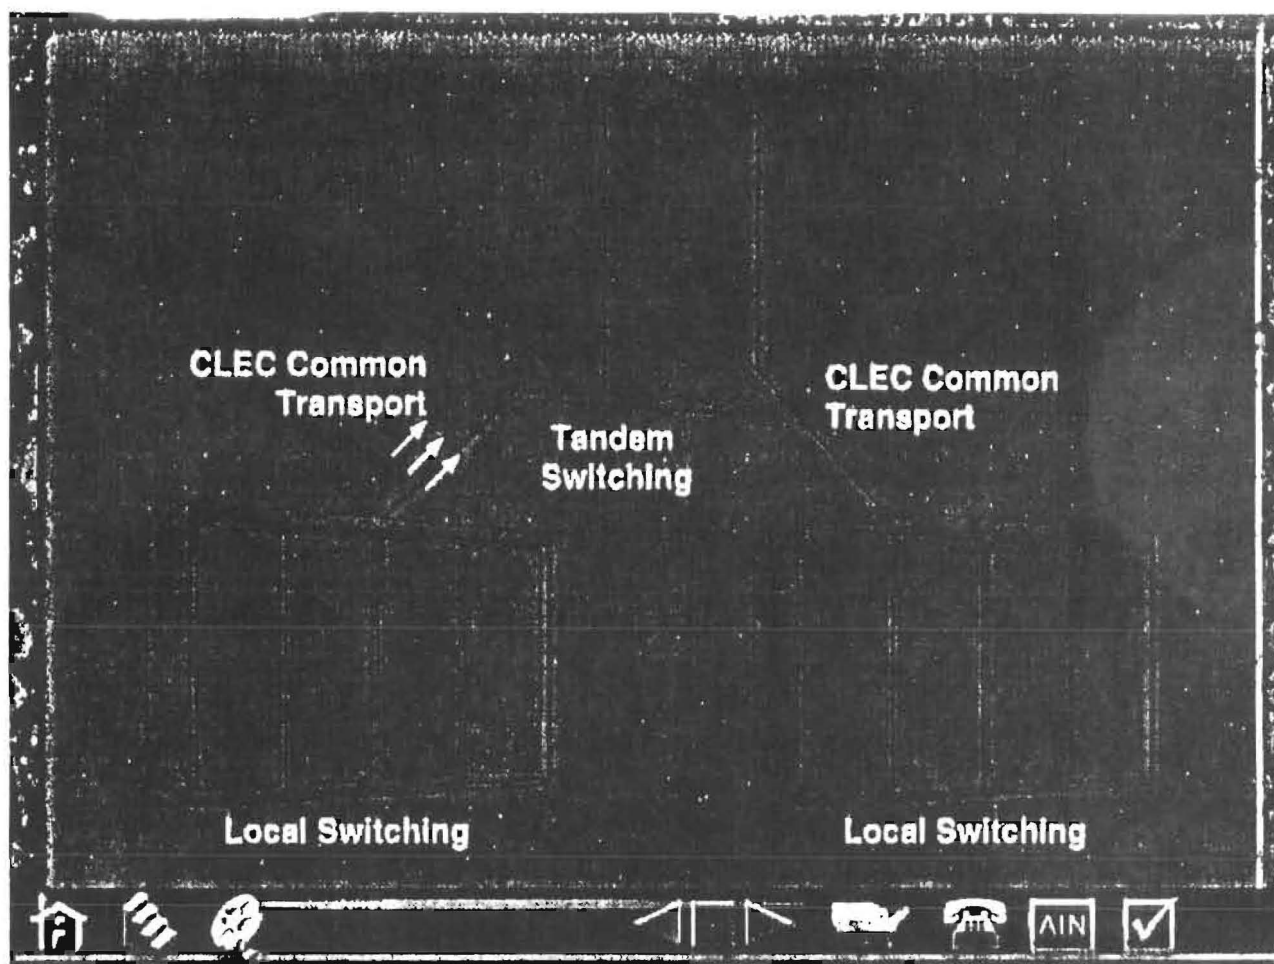 CLEC Common
Transport
CLEC Common
Transport
Tandem
Switching
Local Switching
Local Switching
AIN